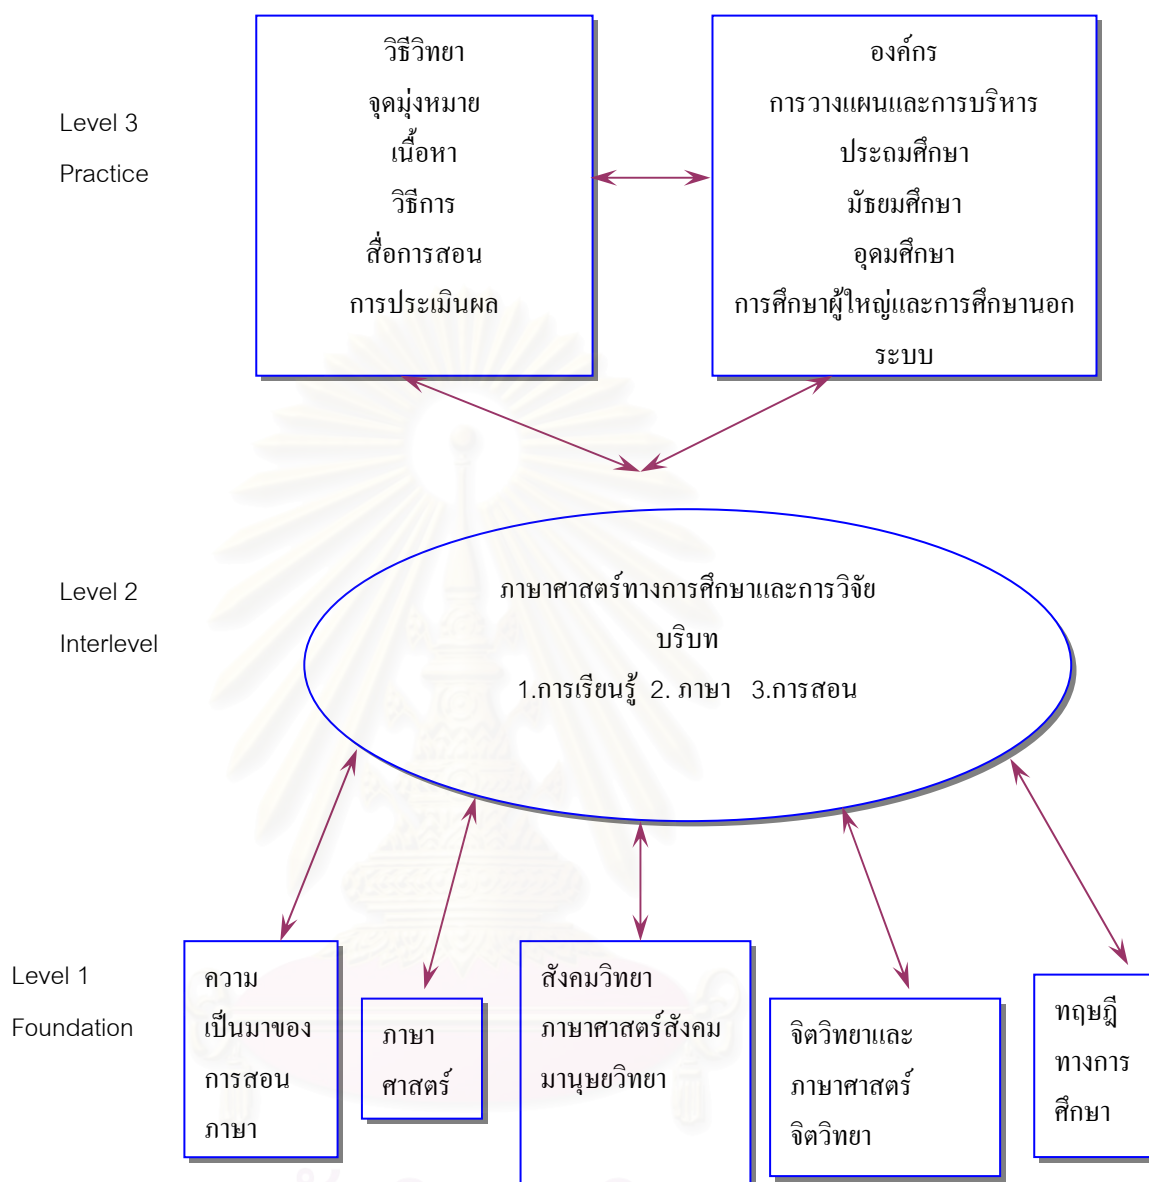 Level 3
Practice
วิธีวิทยา
จุดมุ่งหมาย
เนื้อหา
วิธีการ
สื่อการสอน
การประเมินผล
องค์กร
การวางแผนและการบริหาร
ประถมศึกษา
มัธยมศึกษา
อุดมศึกษา
การศึกษาผู้ใหญ่และการศึกษานอก
ระบบ
Level 2
Interlevel
ภาษาศาสตร์ทางการศึกษาและการวิจัย
บริบท
1.การเรียนรู้ 2. ภาษา 3.การสอน
Level 1
Foundation
ความ
เป็นมาของ
การสอน
ภาษา
ภาษา
ศาสตร์
สังคมวิทยา
ภาษาศาสตร์สังคม
มานุษยวิทยา
จิตวิทยาและ
ภาษาศาสตร์
จิตวิทยา
ทฤษฎี
ทางการ
ศึกษา